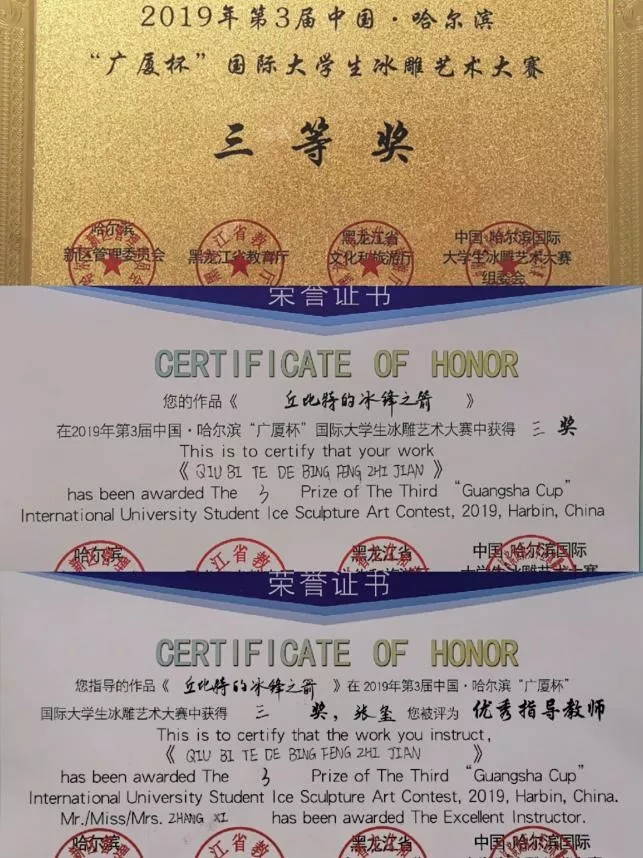 2019年第3届中国·哈尔滨
“广厦杯”国际大学生冰雕艺术大赛
三等奖
哈尔滨
新区管理委员会
黑龙江省教育厅
黑龙江省
文化和旅游厅
中国·哈尔滨国际
大学生冰雕艺术大赛
组委会
荣誉证书
CERTIFICATE OF HONOR
您的作品《 丘比特的冰锋之箭 》
在2019年第3届中国·哈尔滨“广厦杯”国际大学生冰雕艺术大赛中获得 三 奖
This is to certify that your work
《 QIU BI TE DE BING FENG ZHI JIAN 》
has been awarded The 3 Prize of The Third “Guangsha Cup”
International University Student Ice Sculpture Art Contest, 2019, Harbin, China
哈尔滨
黑龙江省
中国·哈尔滨国际
大学生冰雕艺术大赛
荣誉证书
CERTIFICATE OF HONOR
您指导的作品《 丘比特的冰锋之箭 》在2019年第3届中国·哈尔滨“广厦杯”
国际大学生冰雕艺术大赛中获得 三 奖，张玺 您被评为 优秀指导教师
This is to certify that the work you instruct,
《 QIU BI TE DE BING FENG ZHI JIAN 》
has been awarded The 3 Prize of The Third “Guangsha Cup”
International University Student Ice Sculpture Art Contest, 2019, Harbin, China.
Mr./Miss/Mrs. ZHANG XI has been awarded The Excellent Instructor.
哈尔滨
黑龙江省
中国·哈尔滨国际